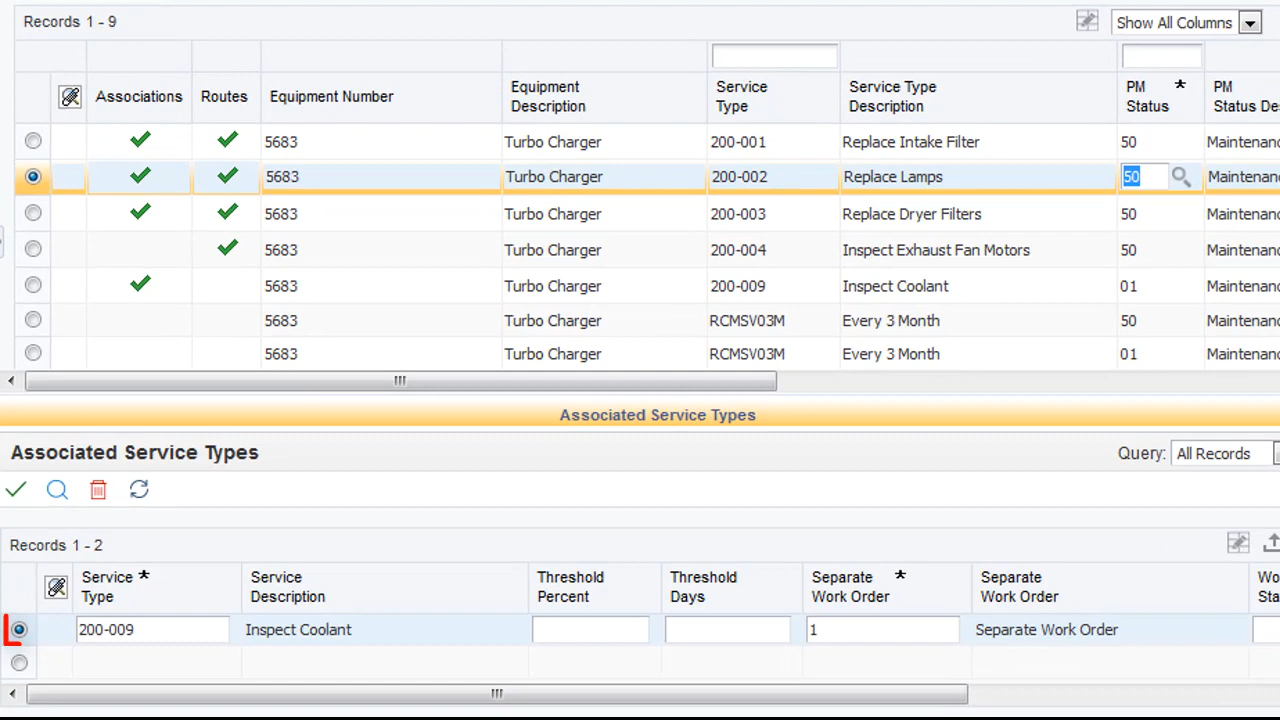 Records 1 - 9
Show All Columns
Associations Routes Equipment Number Equipment Description Service Type Service Type Description PM Status * PM Status De
5683 Turbo Charger 200-001 Replace Intake Filter 50 Maintenanc
5683 Turbo Charger 200-002 Replace Lamps 50 Maintenanc
5683 Turbo Charger 200-003 Replace Dryer Filters 50 Maintenanc
5683 Turbo Charger 200-004 Inspect Exhaust Fan Motors 50 Maintenanc
5683 Turbo Charger 200-009 Inspect Coolant 01 Maintenanc
5683 Turbo Charger RCMSV03M Every 3 Month 50 Maintenanc
5683 Turbo Charger RCMSV03M Every 3 Month 01 Maintenanc
Associated Service Types
Associated Service Types
Query: All Records
Records 1 - 2
Service * Type Service Description Threshold Percent Threshold Days Separate * Work Order Separate Work Order Wo Sta
200-009 Inspect Coolant 1 Separate Work Order